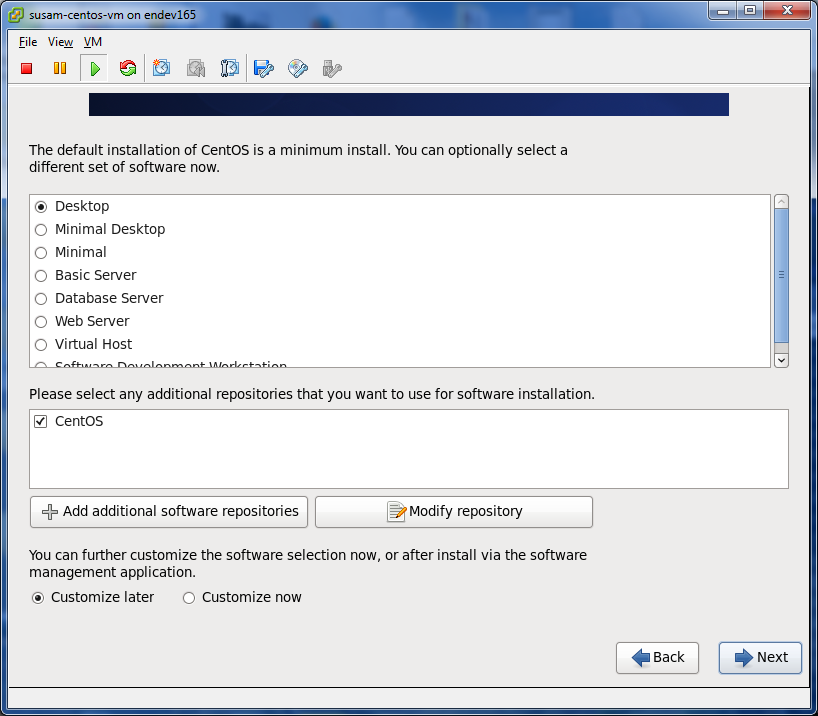 susam-centos-vm on endev165
File View VM
The default installation of CentOS is a minimum install. You can optionally select a
different set of software now.
Desktop
Minimal Desktop
Minimal
Basic Server
Database Server
Web Server
Virtual Host
Software Development Workstation
Please select any additional repositories that you want to use for software installation.
CentOS
Add additional software repositories Modify repository
You can further customize the software selection now, or after install via the software
management application.
Customize later Customize now
Back Next